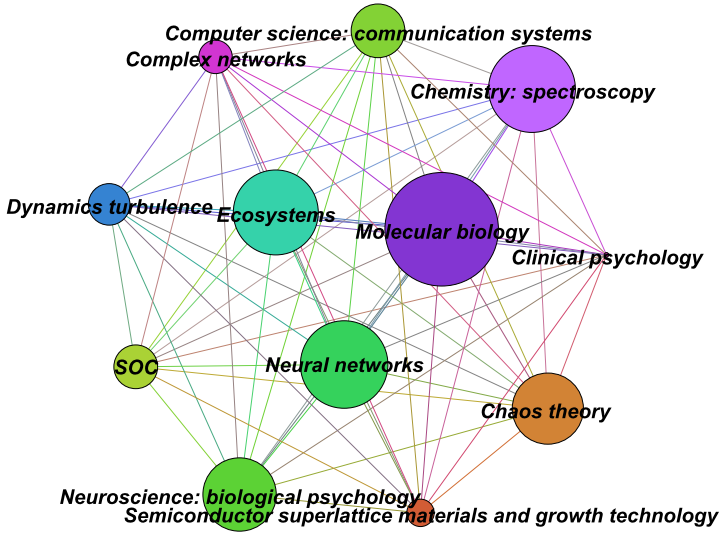 Computer science: communication systems
Complex networks
Chemistry: spectroscopy
Dynamics turbulence
Ecosystems
Molecular biology
Clinical psychology
SOC
Neural networks
Chaos theory
Neuroscience: biological psychology
Semiconductor superlattice materials and growth technology